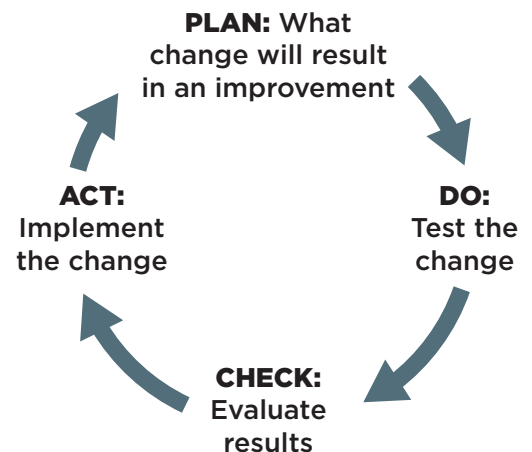 PLAN: What
change will result
in an improvement
DO:
Test the
change
CHECK:
Evaluate
results
ACT:
Implement
the change